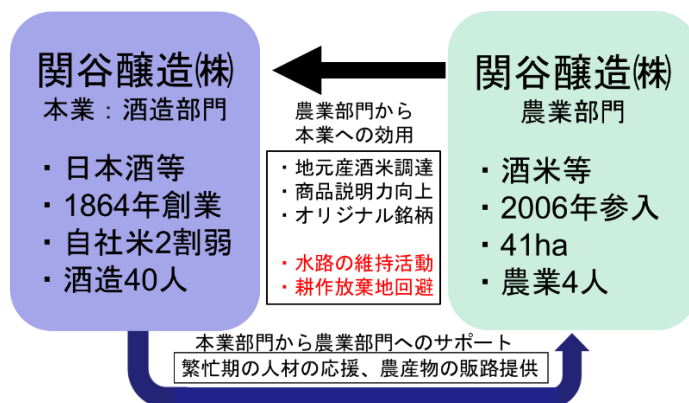 関谷醸造㈱
本業：酒造部門
・日本酒等
・1864年創業
・自社米2割弱
・酒造40人
農業部門から
本業への効用
・地元産酒米調達
・商品説明力向上
・オリジナル銘柄
・水路の維持活動
・耕作放棄地回避
関谷醸造㈱
農業部門
・酒米等
・2006年参入
・41ha
・農業4人
本業部門から農業部門へのサポート
繁忙期の人材の応援、農産物の販路提供